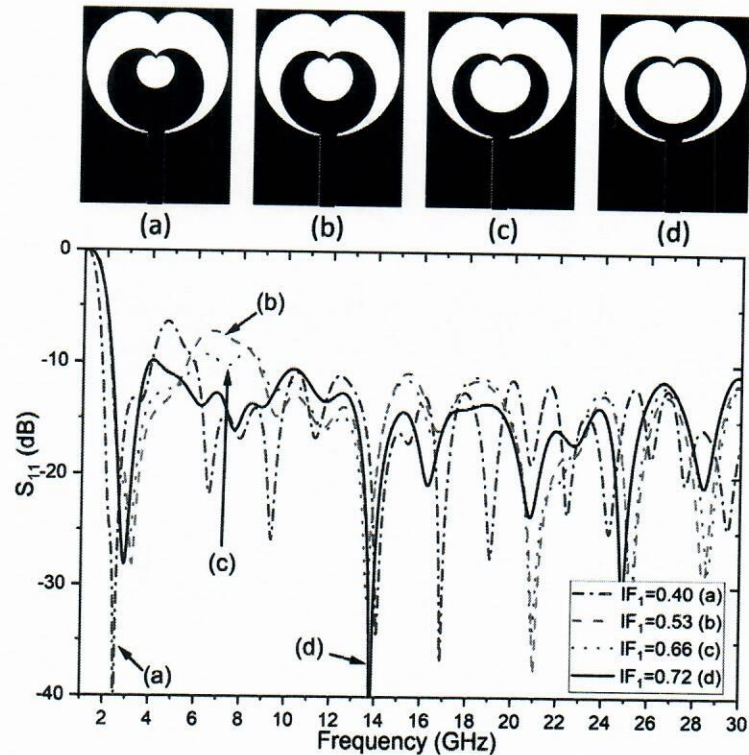 (a) (b) (c) (d)
0
-10
-20
-30
-40
S₁₁ (dB)
(b)
(c)
(d)
(a)
IF₁=0.40 (a)
IF₁=0.53 (b)
IF₁=0.66 (c)
IF₁=0.72 (d)
2 4 6 8 10 12 14 16 18 20 22 24 26 28 30
Frequency (GHz)